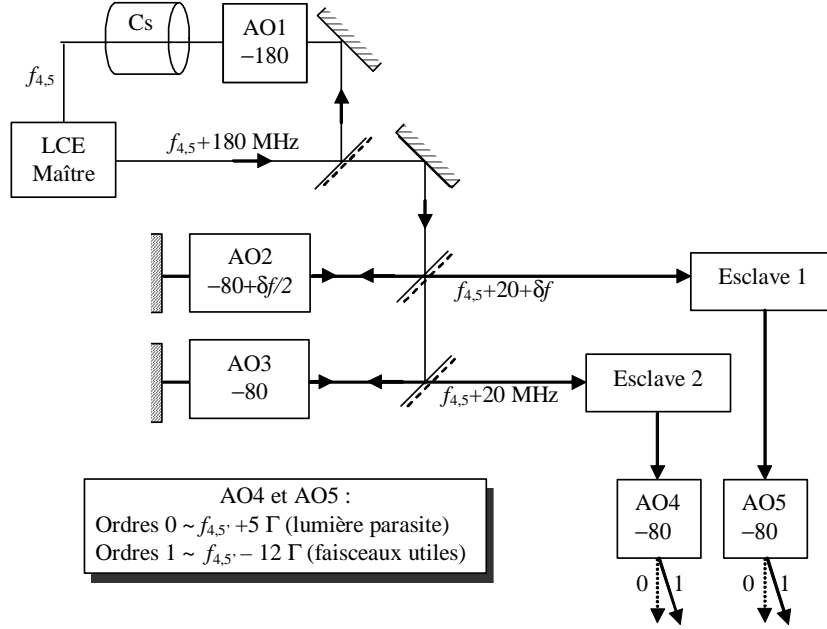 Cs
AO1
−180
f4,5
LCE
Maître
f4,5+180 MHz
AO2
−80+δf/2
f4,5+20+δf
Esclave 1
AO3
−80
f4,5+20 MHz
Esclave 2
AO4 et AO5 :
Ordres 0 ~ f4,5' +5 Γ (lumière parasite)
Ordres 1 ~ f4,5' − 12 Γ (faisceaux utiles)
AO4
−80
AO5
−80
0
1
0
1